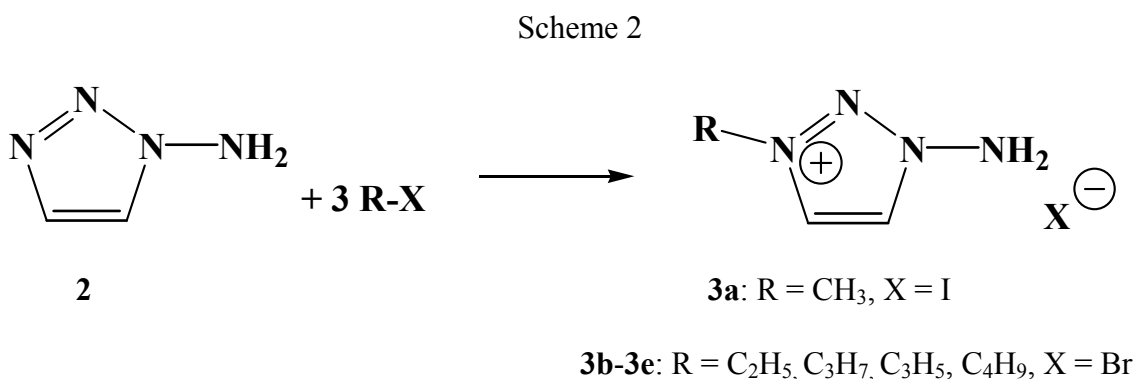 Scheme 2
N
N
N
NH₂
+ 3 R-X
R
N
+
N
N
NH₂
X
−
2
3a: R = CH₃, X = I
3b-3e: R = C₂H₅, C₃H₇, C₃H₅, C₄H₉, X = Br